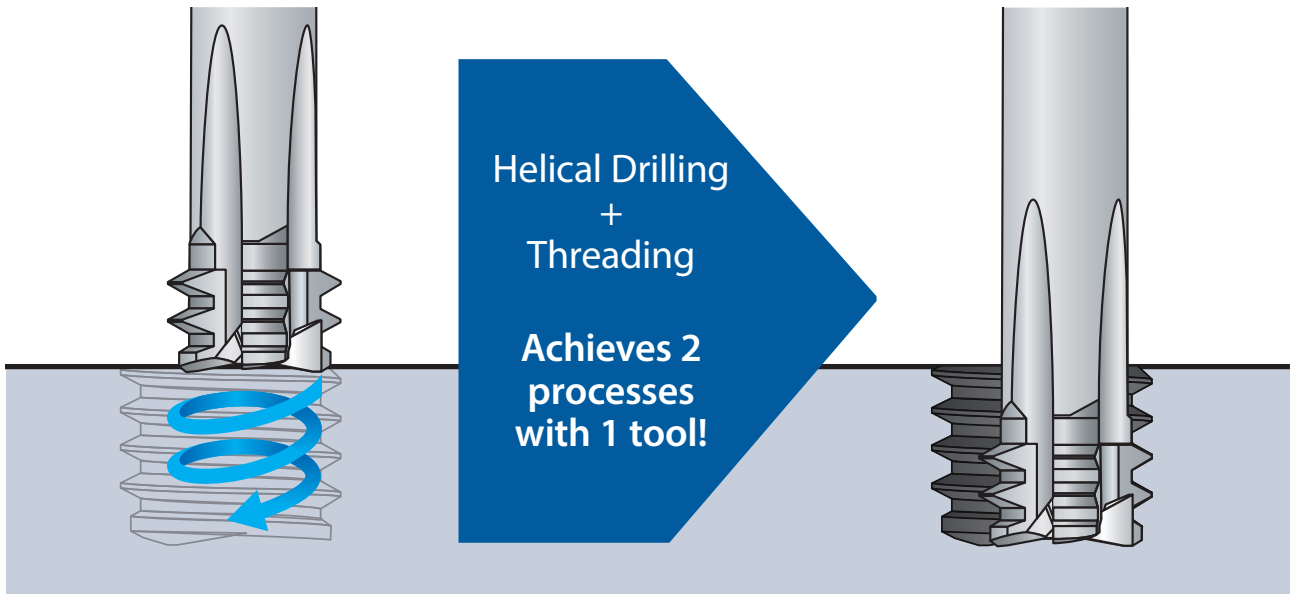 Helical Drilling
+
Threading
Achieves 2
processes
with 1 tool!